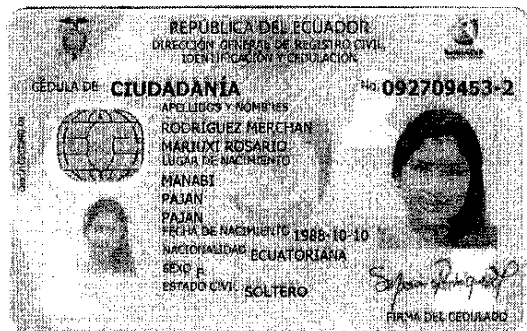 REPÚBLICA DEL ECUADOR
DIRECCIÓN GENERAL DE REGISTRO CIVIL,
IDENTIFICACIÓN Y CEDULACIÓN
CÉDULA DE CIUDADANÍA No. 092709453-2
APELLIDOS Y NOMBRES
RODRÍGUEZ MERCHAN
MARIUXI ROSARIO
LUGAR DE NACIMIENTO
MANABI
PAJAN
PAJAN
FECHA DE NACIMIENTO 1988-10-10
NACIONALIDAD ECUATORIANA
SEXO F
ESTADO CIVIL SOLTERO
FIRMA DEL CEDULADO